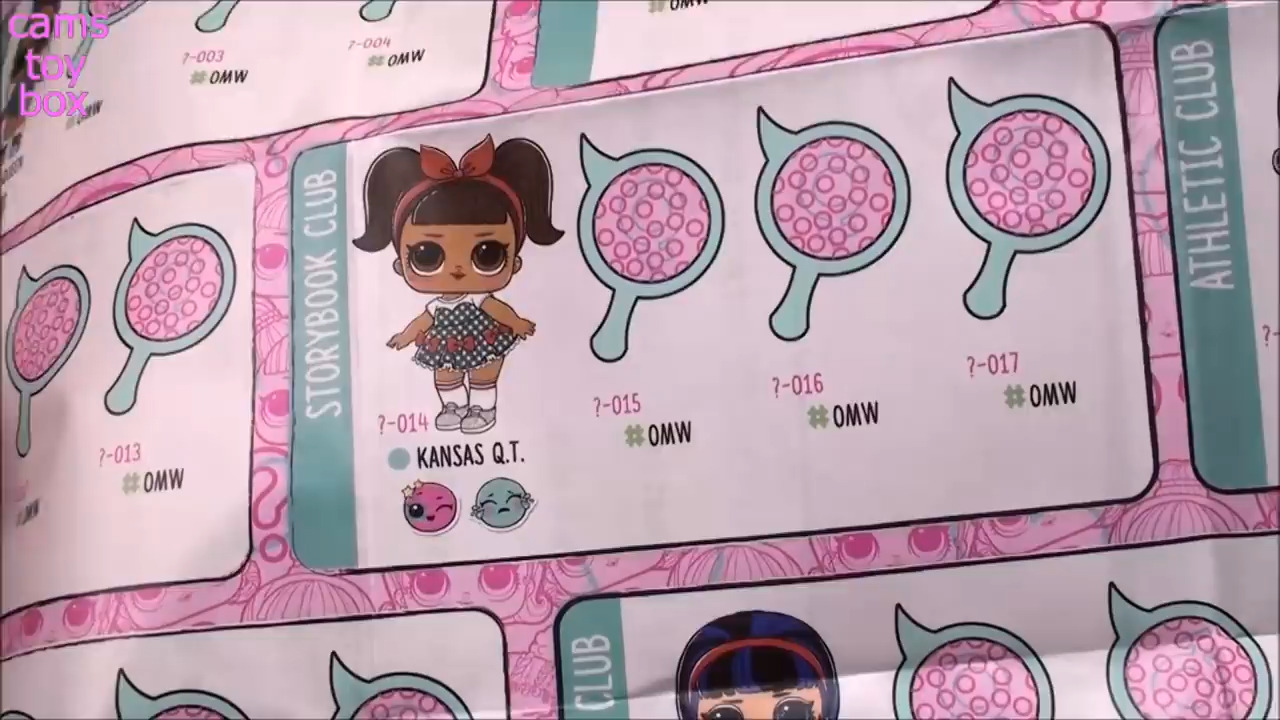 cams
toy
box
?-003
#OMW
?-004
#OMW
#OMW
?-013
#OMW
STORYBOOK CLUB
?-014
KANSAS Q.T.
?-015
#OMW
?-016
#OMW
?-017
#OMW
ATHLETIC CLUB
CLUB